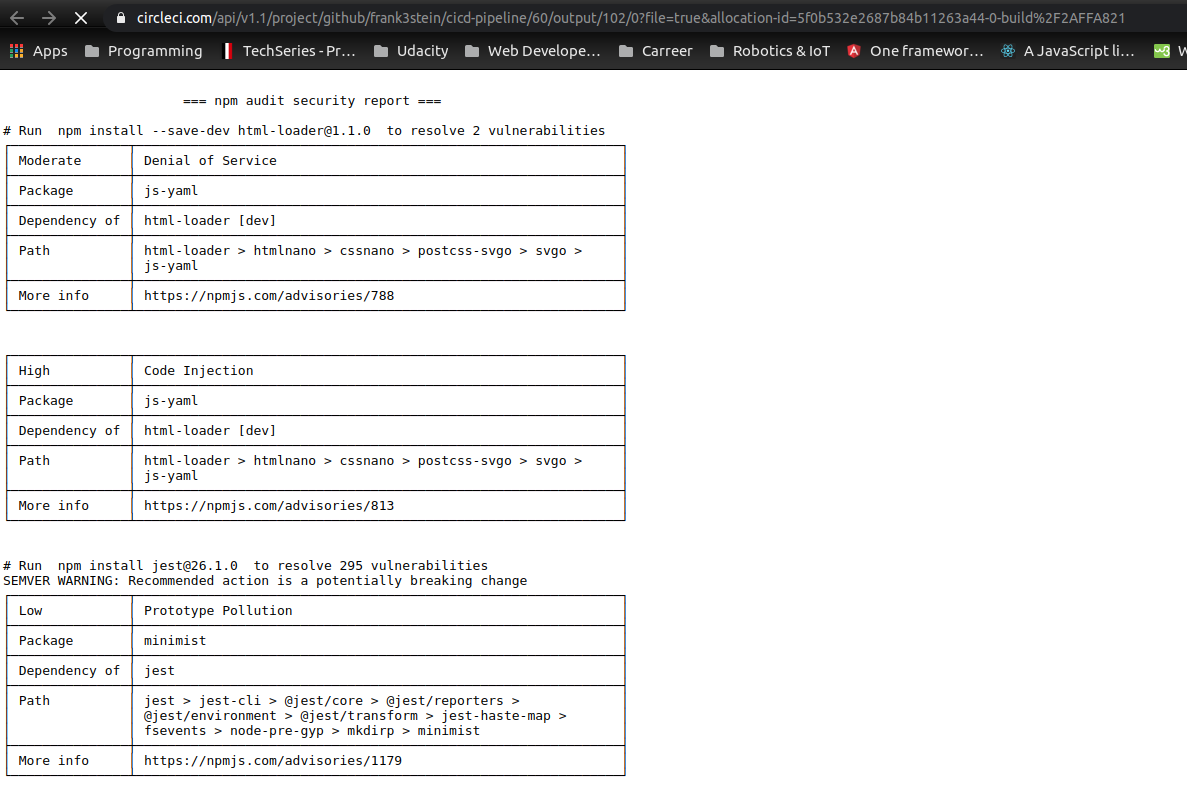 circleci.com/api/v1.1/project/github/frank3stein/cicd-pipeline/60/output/102/0?file=true&allocation-id=5f0b532e2687b84b11263a44-0-build%2F2AFFA821
Apps Programming TechSeries - Pr... Udacity Web Develope... Carreer Robotics & IoT One framewor... A JavaScript li... W
=== npm audit security report ===
# Run  npm install --save-dev html-loader@1.1.0  to resolve 2 vulnerabilities
Moderate Denial of Service
Package js-yaml
Dependency of html-loader [dev]
Path html-loader > htmlnano > cssnano > postcss-svgo > svgo >
js-yaml
More info https://npmjs.com/advisories/788
High Code Injection
Package js-yaml
Dependency of html-loader [dev]
Path html-loader > htmlnano > cssnano > postcss-svgo > svgo >
js-yaml
More info https://npmjs.com/advisories/813
# Run  npm install jest@26.1.0  to resolve 295 vulnerabilities
SEMVER WARNING: Recommended action is a potentially breaking change
Low Prototype Pollution
Package minimist
Dependency of jest
Path jest > jest-cli > @jest/core > @jest/reporters >
@jest/environment > @jest/transform > jest-haste-map >
fsevents > node-pre-gyp > mkdirp > minimist
More info https://npmjs.com/advisories/1179